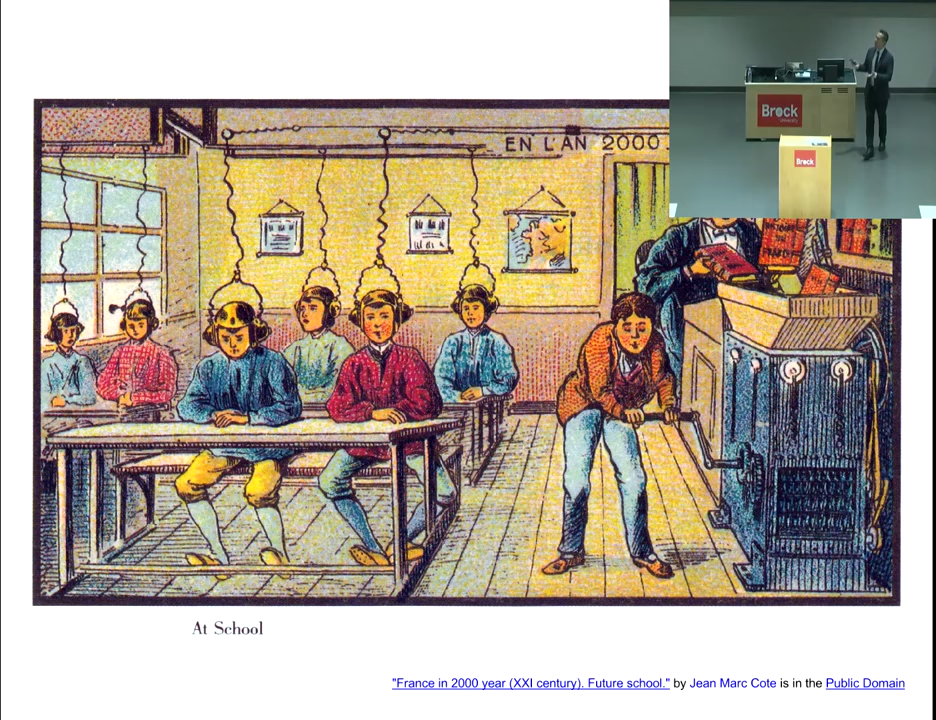 EN L'AN 2000.
Brock
University
Brock
At School
"France in 2000 year (XXI century). Future school." by Jean Marc Cote is in the Public Domain